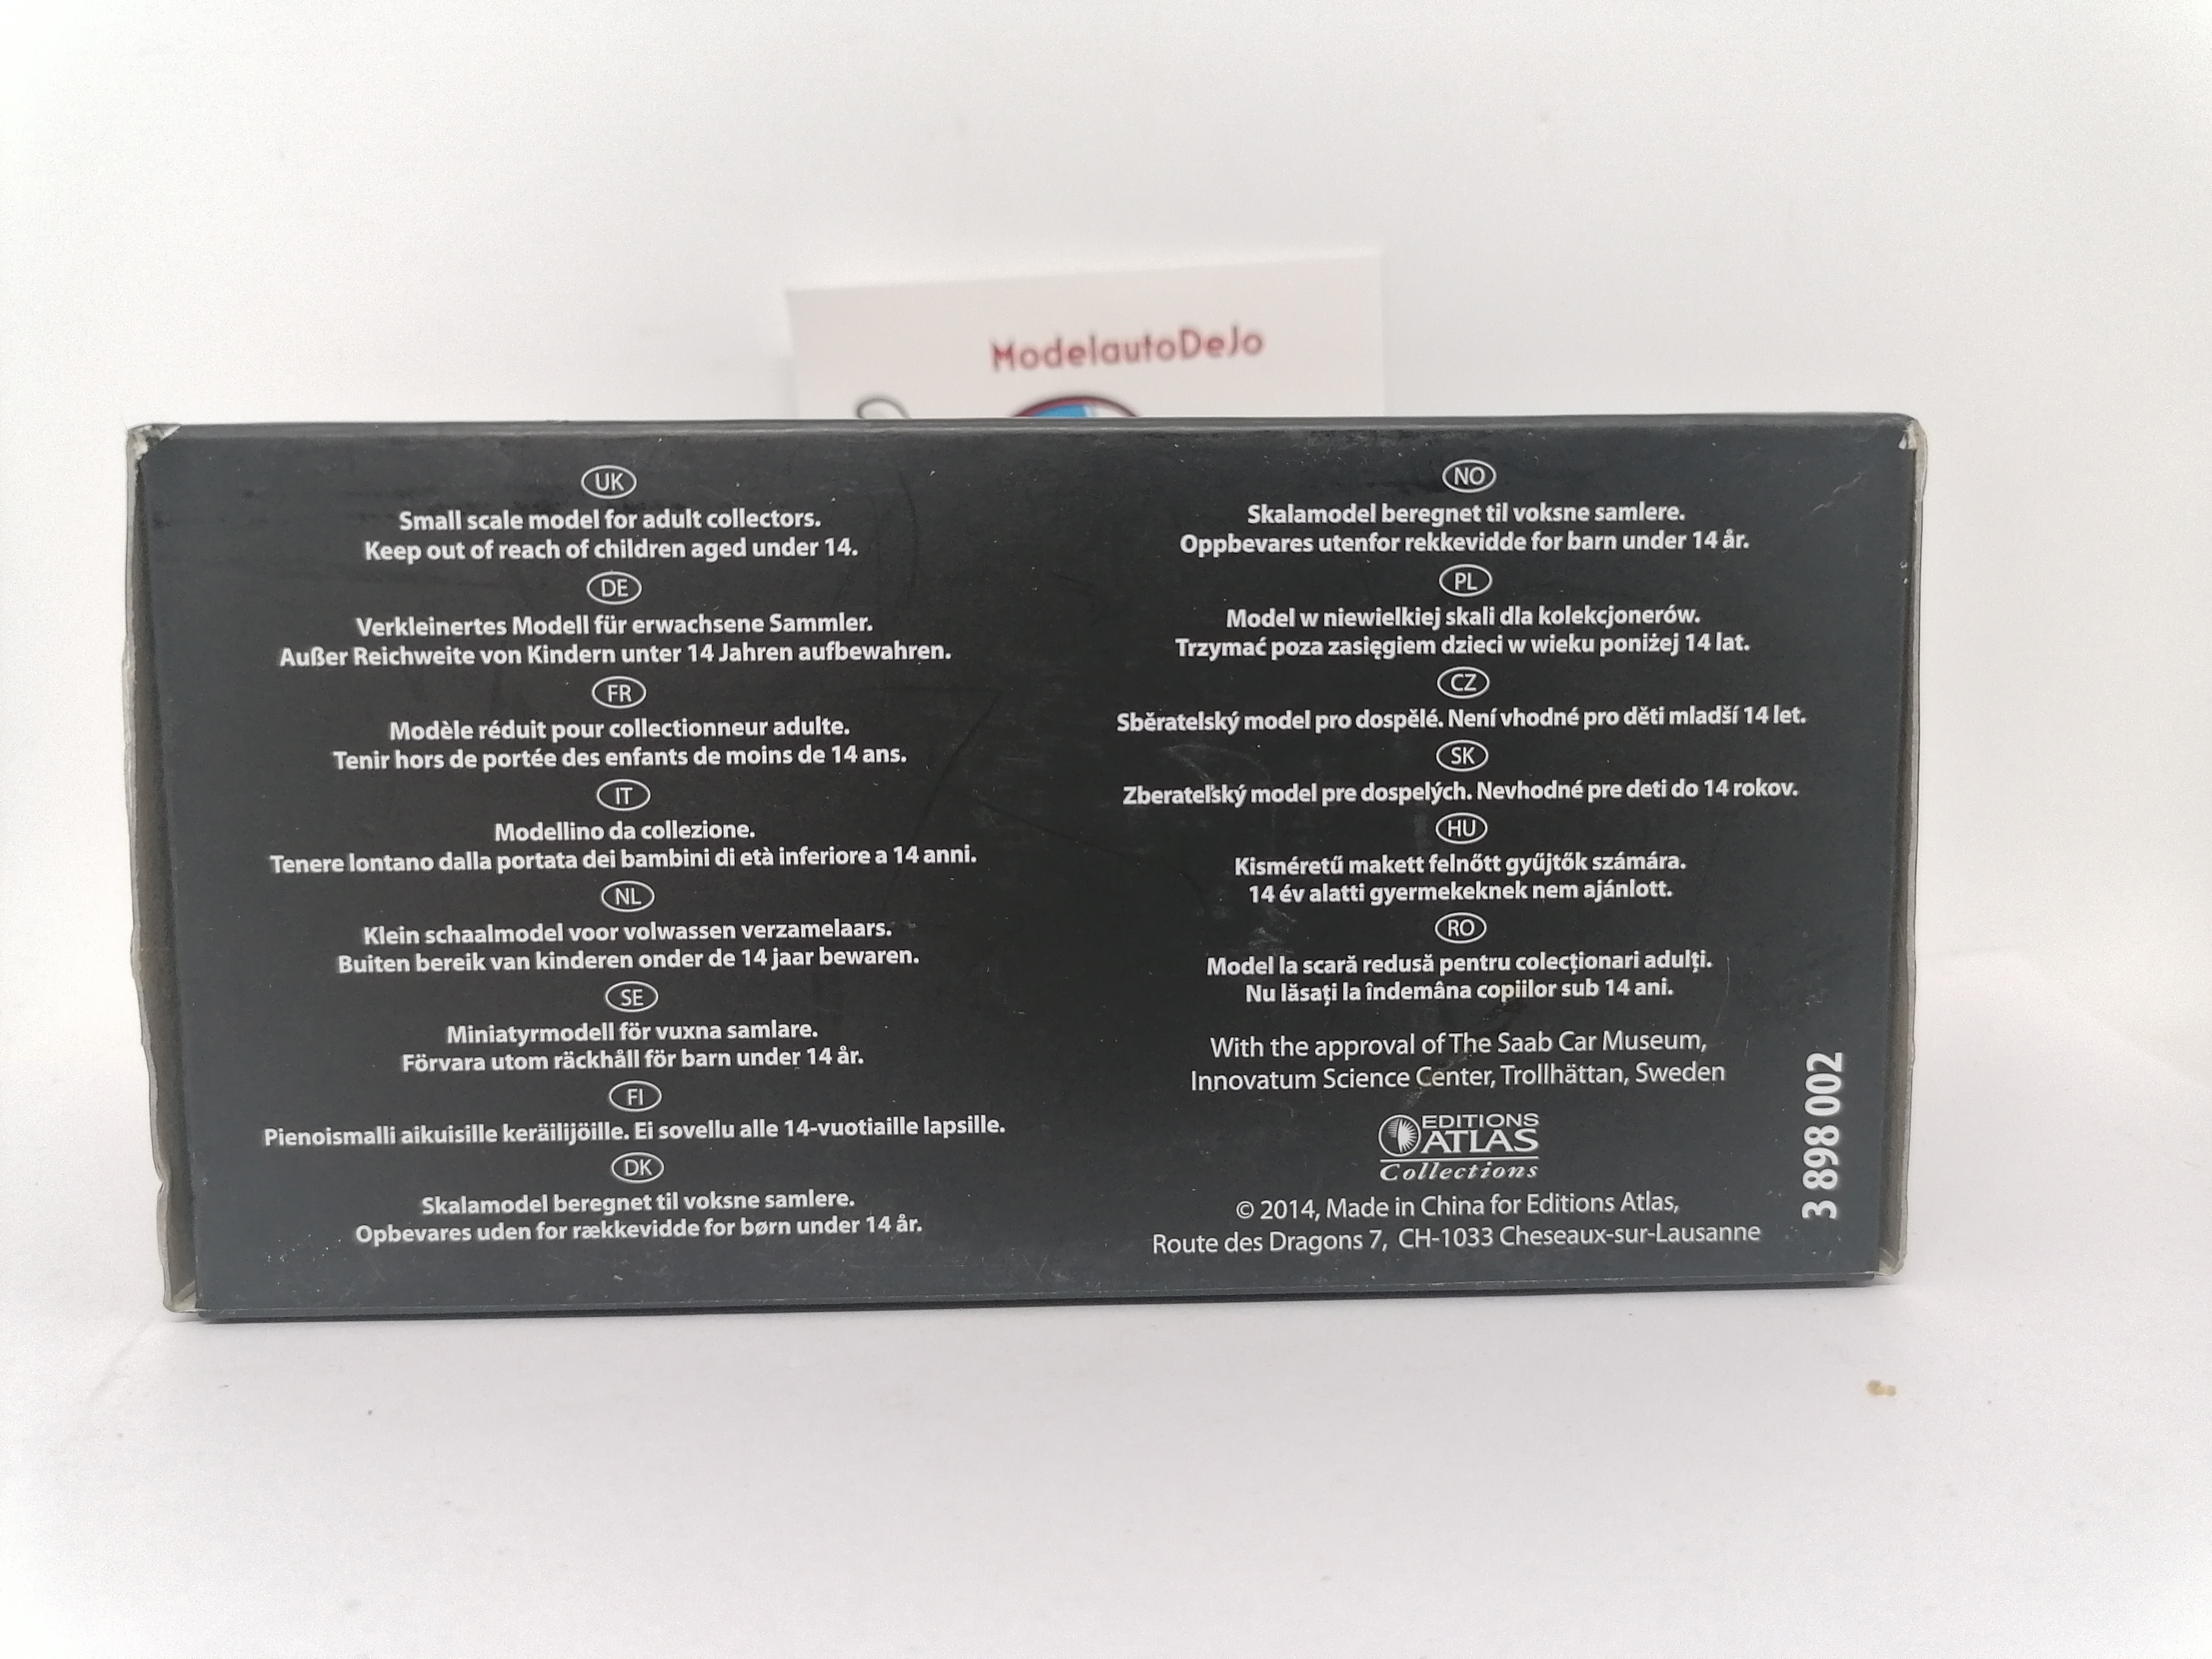 ModelautoDeJo
UK
Small scale model for adult collectors.
Keep out of reach of children aged under 14.
DE
Verkleinertes Modell für erwachsene Sammler.
Außer Reichweite von Kindern unter 14 Jahren aufbewahren.
FR
Modèle réduit pour collectionneur adulte.
Tenir hors de portée des enfants de moins de 14 ans.
IT
Modellino da collezione.
Tenere lontano dalla portata dei bambini di età inferiore a 14 anni.
NL
Klein schaalmodel voor volwassen verzamelaars.
Buiten bereik van kinderen onder de 14 jaar bewaren.
SE
Miniatyrmodell för vuxna samlare.
Förvara utom räckhåll för barn under 14 år.
FI
Pienoismalli aikuisille keräilijöille. Ei sovellu alle 14-vuotiaille lapsille.
DK
Skalamodel beregnet til voksne samlere.
Opbevares uden for rækkevidde for børn under 14 år.
NO
Skalamodel beregnet til voksne samlere.
Oppbevares utenfor rekkevidde for barn under 14 år.
PL
Model w niewielkiej skali dla kolekcjonerów.
Trzymać poza zasięgiem dzieci w wieku poniżej 14 lat.
CZ
Sběratelský model pro dospělé. Není vhodné pro děti mladší 14 let.
SK
Zberateľský model pre dospelých. Nevhodné pre deti do 14 rokov.
HU
Kisméretű makett felnőtt gyűjtők számára.
14 év alatti gyermekeknek nem ajánlott.
RO
Model la scară redusă pentru colecționari adulți.
Nu lăsați la îndemâna copiilor sub 14 ani.
With the approval of The Saab Car Museum,
Innovatum Science Center, Trollhättan, Sweden
EDITIONS
ATLAS
Collections
© 2014, Made in China for Editions Atlas,
Route des Dragons 7, CH-1033 Cheseaux-sur-Lausanne
3 898 002